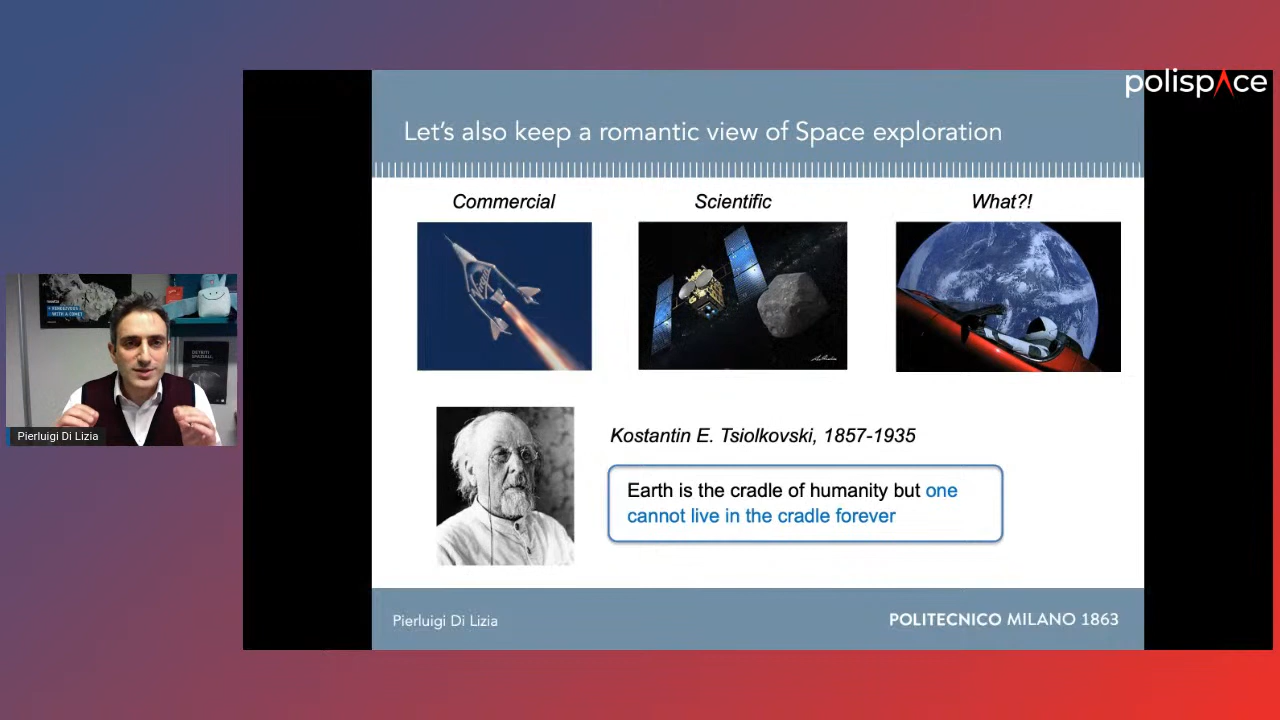 polispace
Let's also keep a romantic view of Space exploration
Commercial
Scientific
What?!
Kostantin E. Tsiolkovski, 1857-1935
Earth is the cradle of humanity but one
cannot live in the cradle forever
Pierluigi Di Lizia
Pierluigi Di Lizia
POLITECNICO MILANO 1863